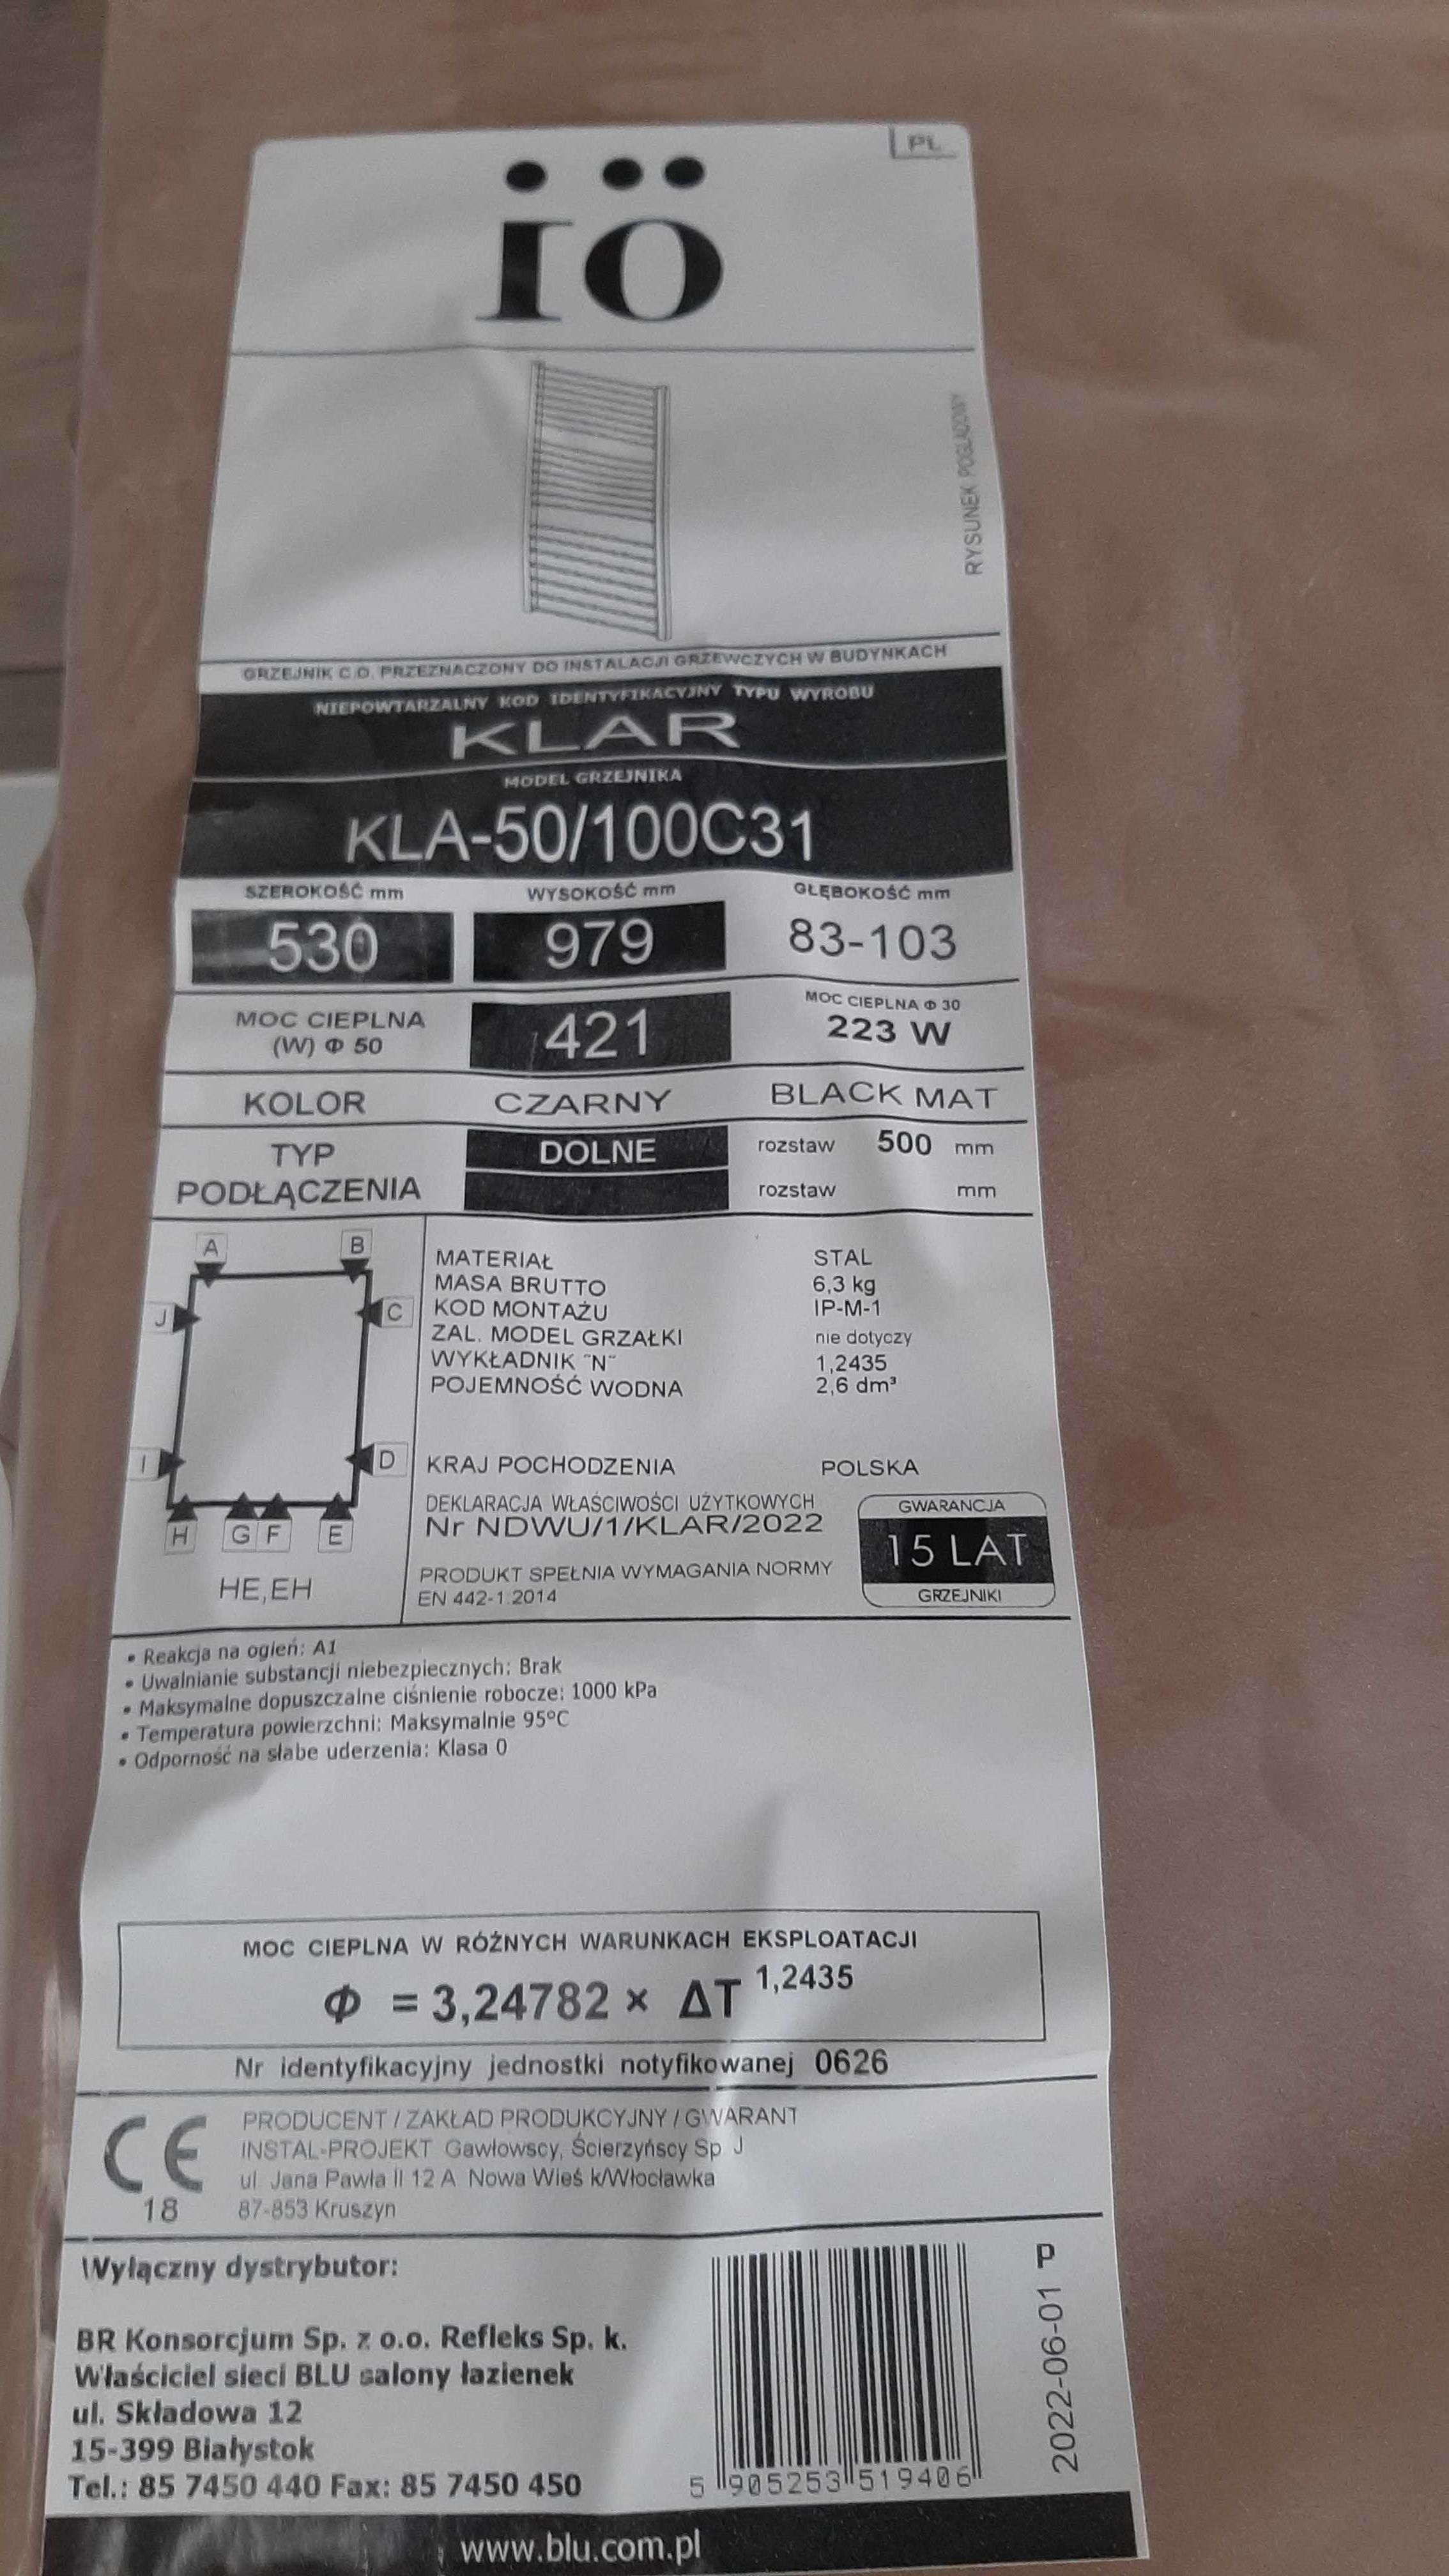 PL
ïö
RYSUNEK POGLĄDOWY
GRZEJNIK C.O. PRZEZNACZONY DO INSTALACJI GRZEWCZYCH W BUDYNKACH
NIEPOWTARZALNY KOD IDENTYFIKACYJNY TYPU WYROBU
KLAR
MODEL GRZEJNIKA
KLA-50/100C31
SZEROKOŚĆ mm WYSOKOŚĆ mm GŁĘBOKOŚĆ mm
530 979 83-103
MOC CIEPLNA (W) Φ 50 421 MOC CIEPLNA Φ 30
223 W
KOLOR CZARNY BLACK MAT
TYP DOLNE rozstaw 500 mm
PODŁĄCZENIA rozstaw mm
A B
J C
I D
H G F E
HE,EH
MATERIAŁ STAL
MASA BRUTTO 6,3 kg
KOD MONTAŻU IP-M-1
ZAL. MODEL GRZAŁKI nie dotyczy
WYKŁADNIK "N" 1,2435
POJEMNOŚĆ WODNA 2,6 dm³
KRAJ POCHODZENIA POLSKA
DEKLARACJA WŁAŚCIWOŚCI UŻYTKOWYCH
Nr NDWU/1/KLAR/2022
PRODUKT SPEŁNIA WYMAGANIA NORMY
EN 442-1:2014
GWARANCJA
15 LAT
GRZEJNIKI
• Reakcja na ogień: A1
• Uwalnianie substancji niebezpiecznych: Brak
• Maksymalne dopuszczalne ciśnienie robocze: 1000 kPa
• Temperatura powierzchni: Maksymalnie 95°C
• Odporność na słabe uderzenia: Klasa 0
MOC CIEPLNA W RÓŻNYCH WARUNKACH EKSPLOATACJI
Φ = 3,24782 × ΔT 1,2435
Nr identyfikacyjny jednostki notyfikowanej 0626
CE
18
PRODUCENT / ZAKŁAD PRODUKCYJNY / GWARANT
INSTAL-PROJEKT Gawłowscy, Ścierzyńscy Sp. J
ul. Jana Pawła II 12 A Nowa Wieś k/Włocławka
87-853 Kruszyn
Wyłączny dystrybutor:
BR Konsorcjum Sp. z o.o. Refleks Sp. k.
Właściciel sieci BLU salony łazienek
ul. Składowa 12
15-399 Białystok
Tel.: 85 7450 440 Fax: 85 7450 450
5 905253 519406
2022-06-01 P
www.blu.com.pl